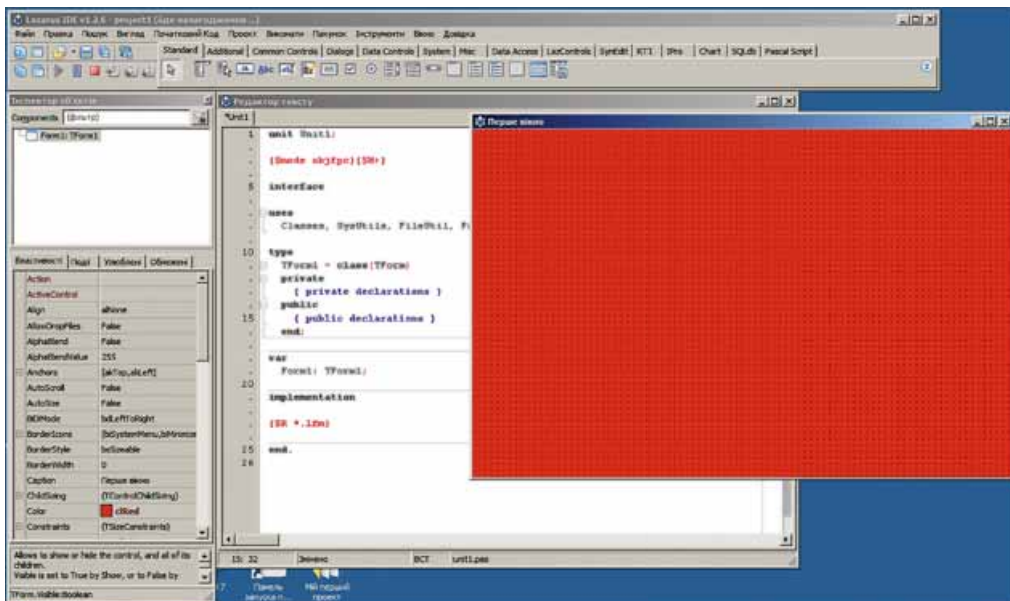 Lazarus IDE v1.2.6 - project1 (йде налагодження ...)
Файл Правка Пошук Вигляд Початковий Код Проект Виконати Пакунок Інструменти Вікно Довідка
Standard Additional Common Controls Dialogs Data Controls System Misc Data Access LazControls SynEdit RTTI IPro Chart SQLdb Pascal Script
Abc
Інспектор об'єктів
Components (фільтр)
Form1: TForm1
Властивості Події Улюблені Обмежені
Action
ActiveControl
Align alNone
AllowDropFiles False
AlphaBlend False
AlphaBlendValue 255
Anchors [akTop,akLeft]
AutoScroll False
AutoSize False
BiDiMode bdLeftToRight
BorderIcons [biSystemMenu,biMinimize
BorderStyle bsSizeable
BorderWidth 0
Caption Перше вікно
ChildSizing (TControlChildSizing)
Color clRed
Constraints (TSizeConstraints)
Allows to show or hide the control, and all of its
children.
Visible is set to True by Show, or to False by
TForm.Visible:Boolean
Редактор тексту
*Unit1
1 unit Unit1;
{$mode objfpc}{$H+}
5 interface
uses
Classes, SysUtils, FileUtil,
10 type
TForm1 = class(TForm)
private
{ private declarations }
public
15 { public declarations }
end;
var
Form1: TForm1;
20
implementation
{$R *.lfm}
25 end.
26
15: 32 Змінено ВСТ unit1.pas
Перше вікно
Панель Мій перший
запуска п... проект